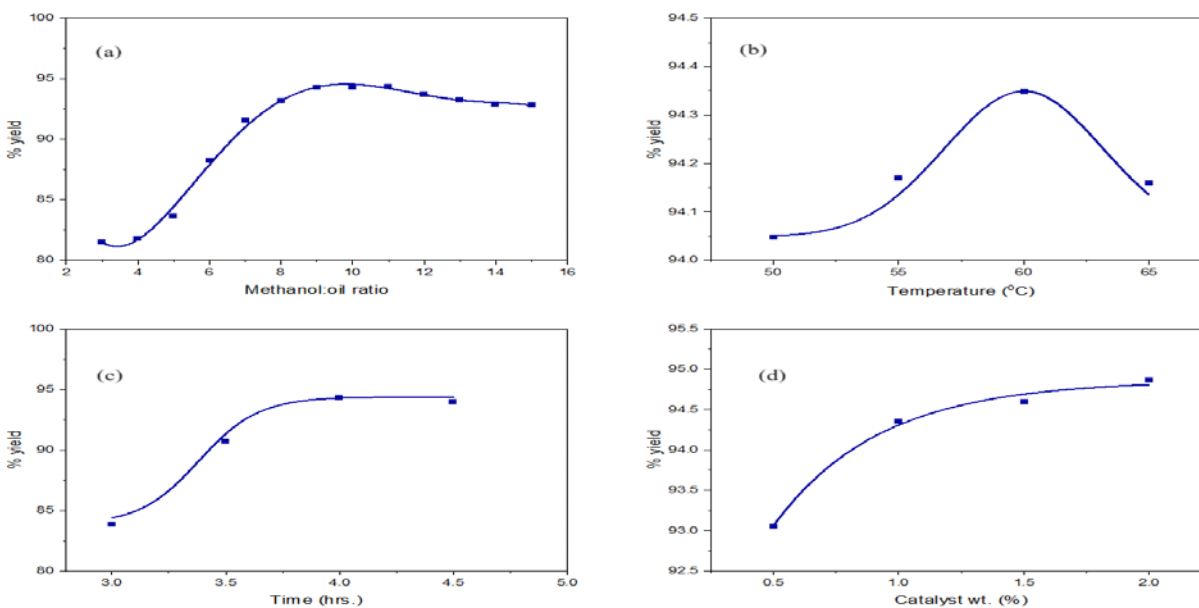 (a)
100
95
90
85
80
% yield
2 4 6 8 10 12 14 16
Methanol:oil ratio
(b)
94.5
94.4
94.3
94.2
94.1
94.0
% yield
50 55 60 65
Temperature (°C)
(c)
100
95
90
85
80
% yield
3.0 3.5 4.0 4.5 5.0
Time (hrs.)
(d)
95.5
95.0
94.5
94.0
93.5
93.0
92.5
% yield
0.5 1.0 1.5 2.0
Catalyst wt. (%)